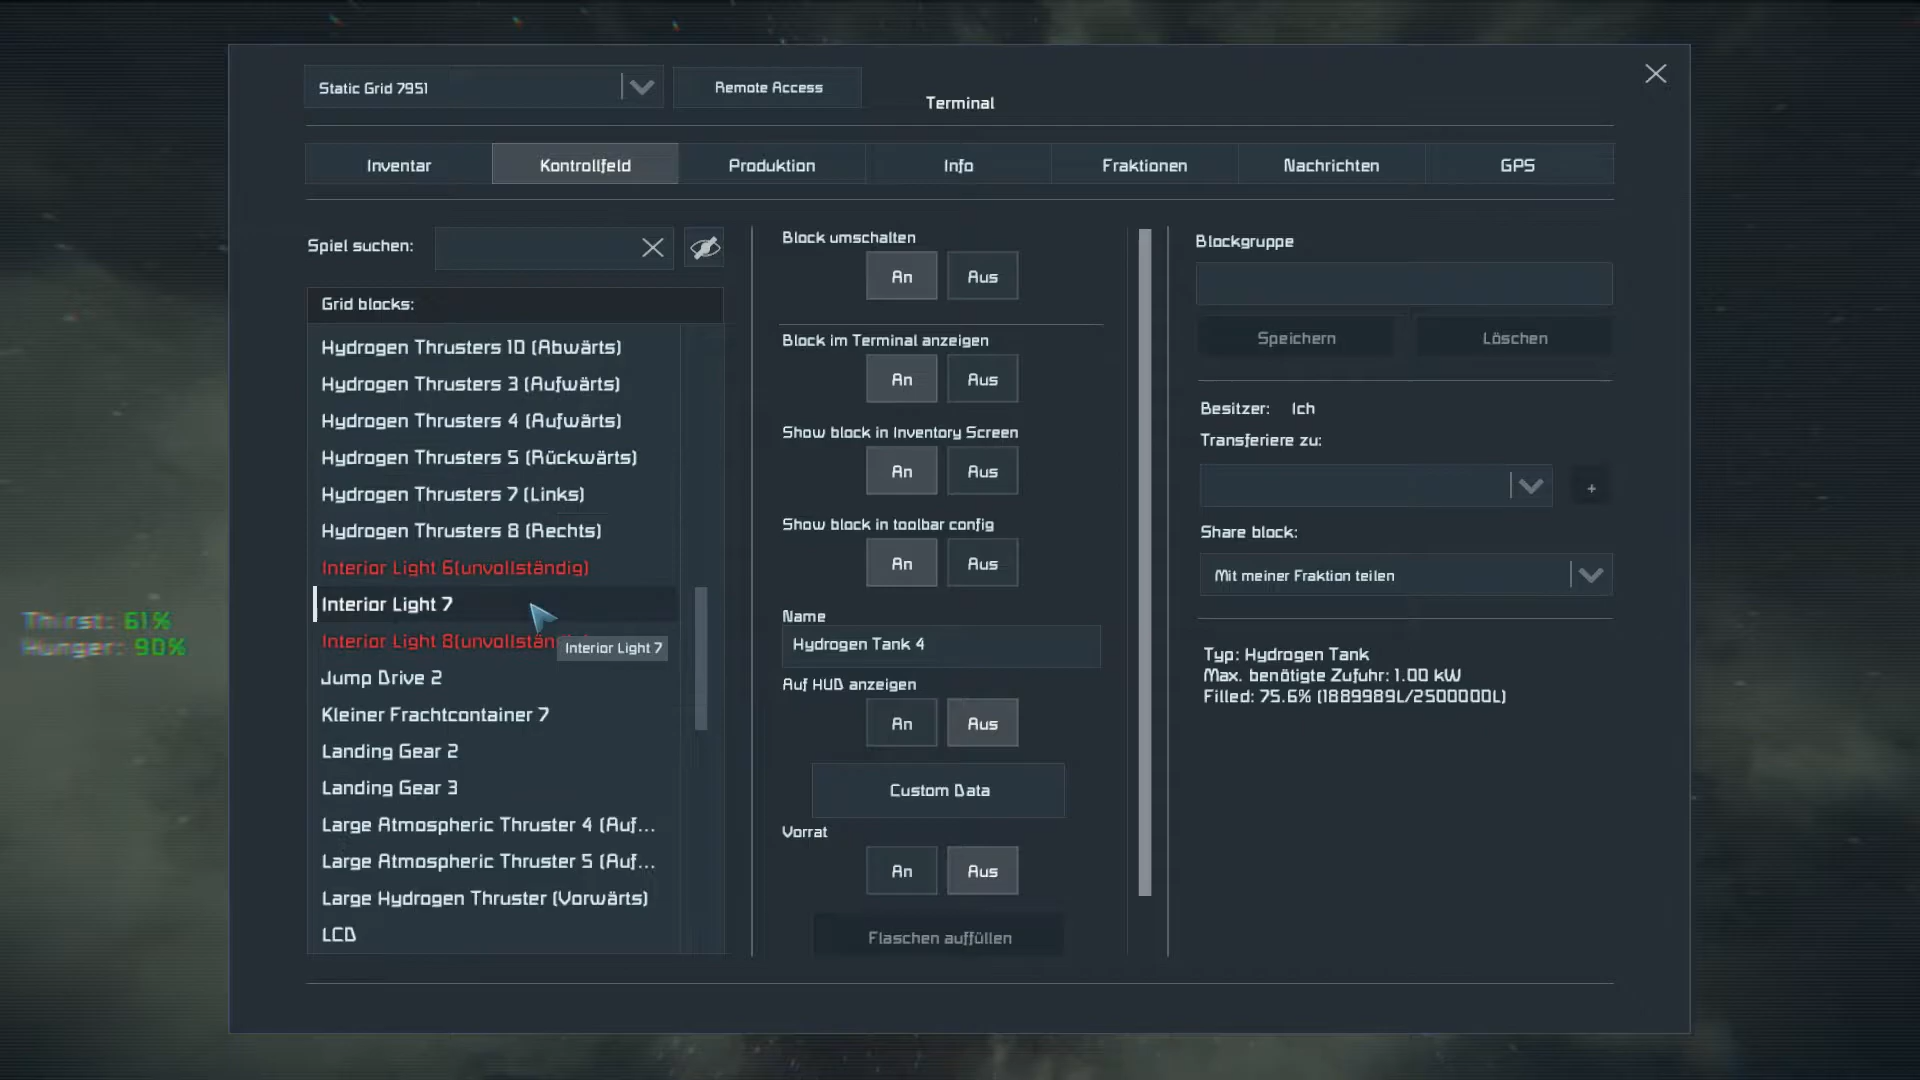 Static Grid 7951
Remote Access
Terminal
Inventar
Kontrollfeld
Produktion
Info
Fraktionen
Nachrichten
GPS
Spiel suchen:
Grid blocks:
Hydrogen Thrusters 10 (Abwärts)
Hydrogen Thrusters 3 (Aufwärts)
Hydrogen Thrusters 4 (Aufwärts)
Hydrogen Thrusters 5 (Rückwärts)
Hydrogen Thrusters 7 (Links)
Hydrogen Thrusters 8 (Rechts)
Interior Light 6(unvollständig)
Interior Light 7
Interior Light 8(unvollstän
Interior Light 7
Jump Drive 2
Kleiner Frachtcontainer 7
Landing Gear 2
Landing Gear 3
Large Atmospheric Thruster 4 (Auf...
Large Atmospheric Thruster 5 (Auf...
Large Hydrogen Thruster (Vorwärts)
LCD
Block umschalten
An Aus
Block im Terminal anzeigen
An Aus
Show block in Inventory Screen
An Aus
Show block in toolbar config
An Aus
Name
Hydrogen Tank 4
Auf HUD anzeigen
An Aus
Custom Data
Vorrat
An Aus
Flaschen auffüllen
Blockgruppe
Speichern Löschen
Besitzer: Ich
Transferiere zu:
+
Share block:
Mit meiner Fraktion teilen
Typ: Hydrogen Tank
Max. benötigte Zufuhr: 1.00 kW
Filled: 75.6% (1889989L/2500000L)
Thirst: 61%
Hunger: 90%